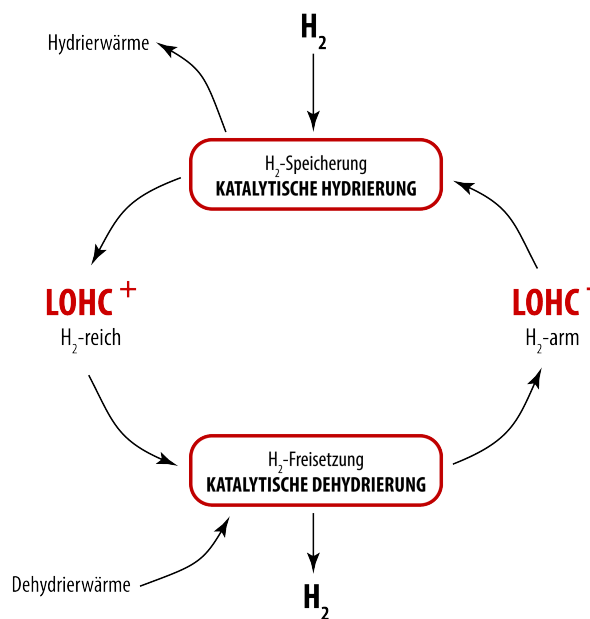 H₂
Hydrierwärme
H₂-Speicherung
KATALYTISCHE HYDRIERUNG
LOHC⁺
H₂-reich
LOHC⁻
H₂-arm
H₂-Freisetzung
KATALYTISCHE DEHYDRIERUNG
Dehydrierwärme
H₂